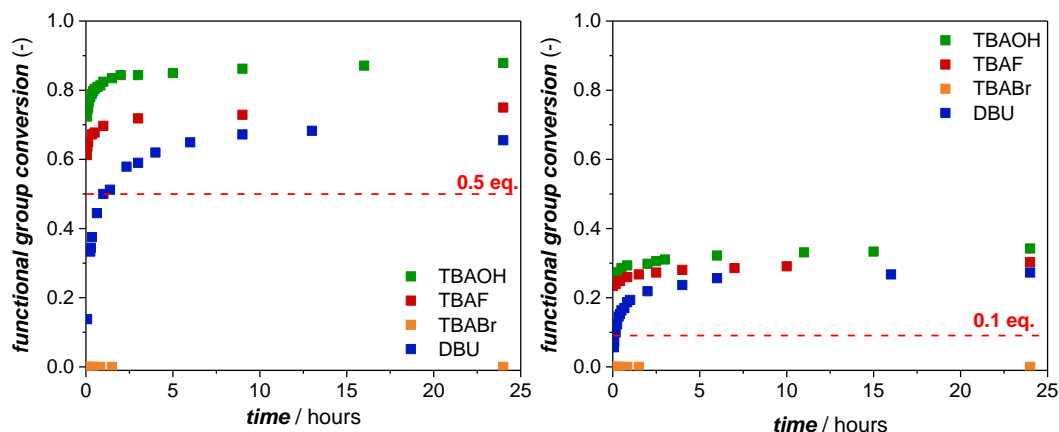 functional group conversion (-)
1.0
0.8
0.6
0.4
0.2
0.0
0.5 eq.
TBAOH
TBAF
TBABr
DBU
0
5
10
15
20
25
time / hours
functional group conversion (-)
1.0
0.8
0.6
0.4
0.2
0.0
TBAOH
TBAF
TBABr
DBU
0.1 eq.
0
5
10
15
20
25
time / hours